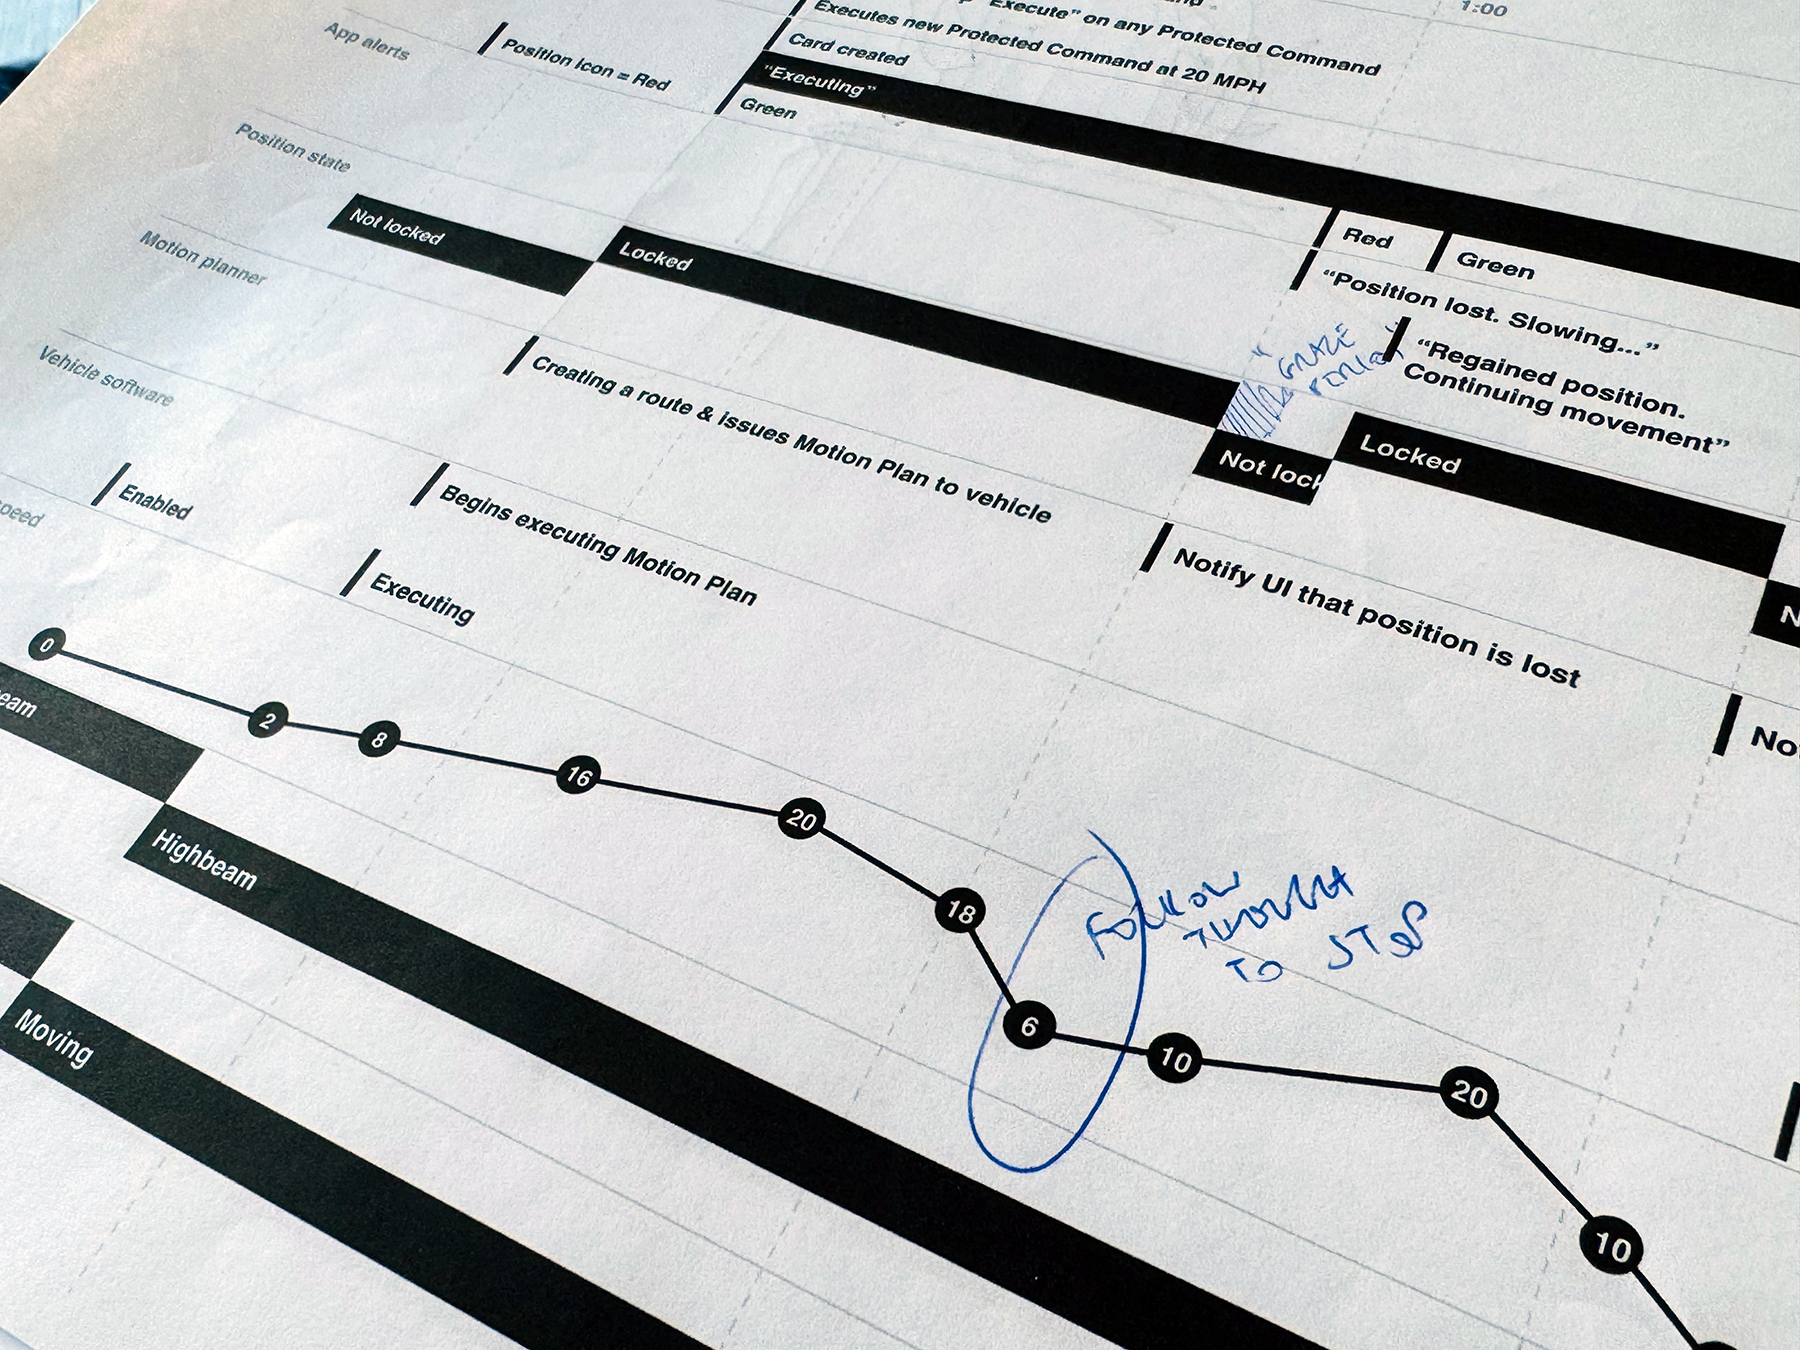 1:00
"Execute" on any Protected Command
Executes new Protected Command at 20 MPH
Card created
"Executing"
Green
Red
Green
App alerts
Position icon = Red
"Position lost. Slowing..."
"Regained position.
Continuing movement"
Position state
Not locked
Locked
GRACE
PERIOD
Not lock
Locked
N
Motion planner
Creating a route & issues Motion Plan to vehicle
Notify UI that position is lost
No
Vehicle software
Enabled
Begins executing Motion Plan
Executing
peed
0
2
8
16
20
18
6
10
20
10
FOLLOW
THROUGH
TO STOP
eam
Highbeam
Moving